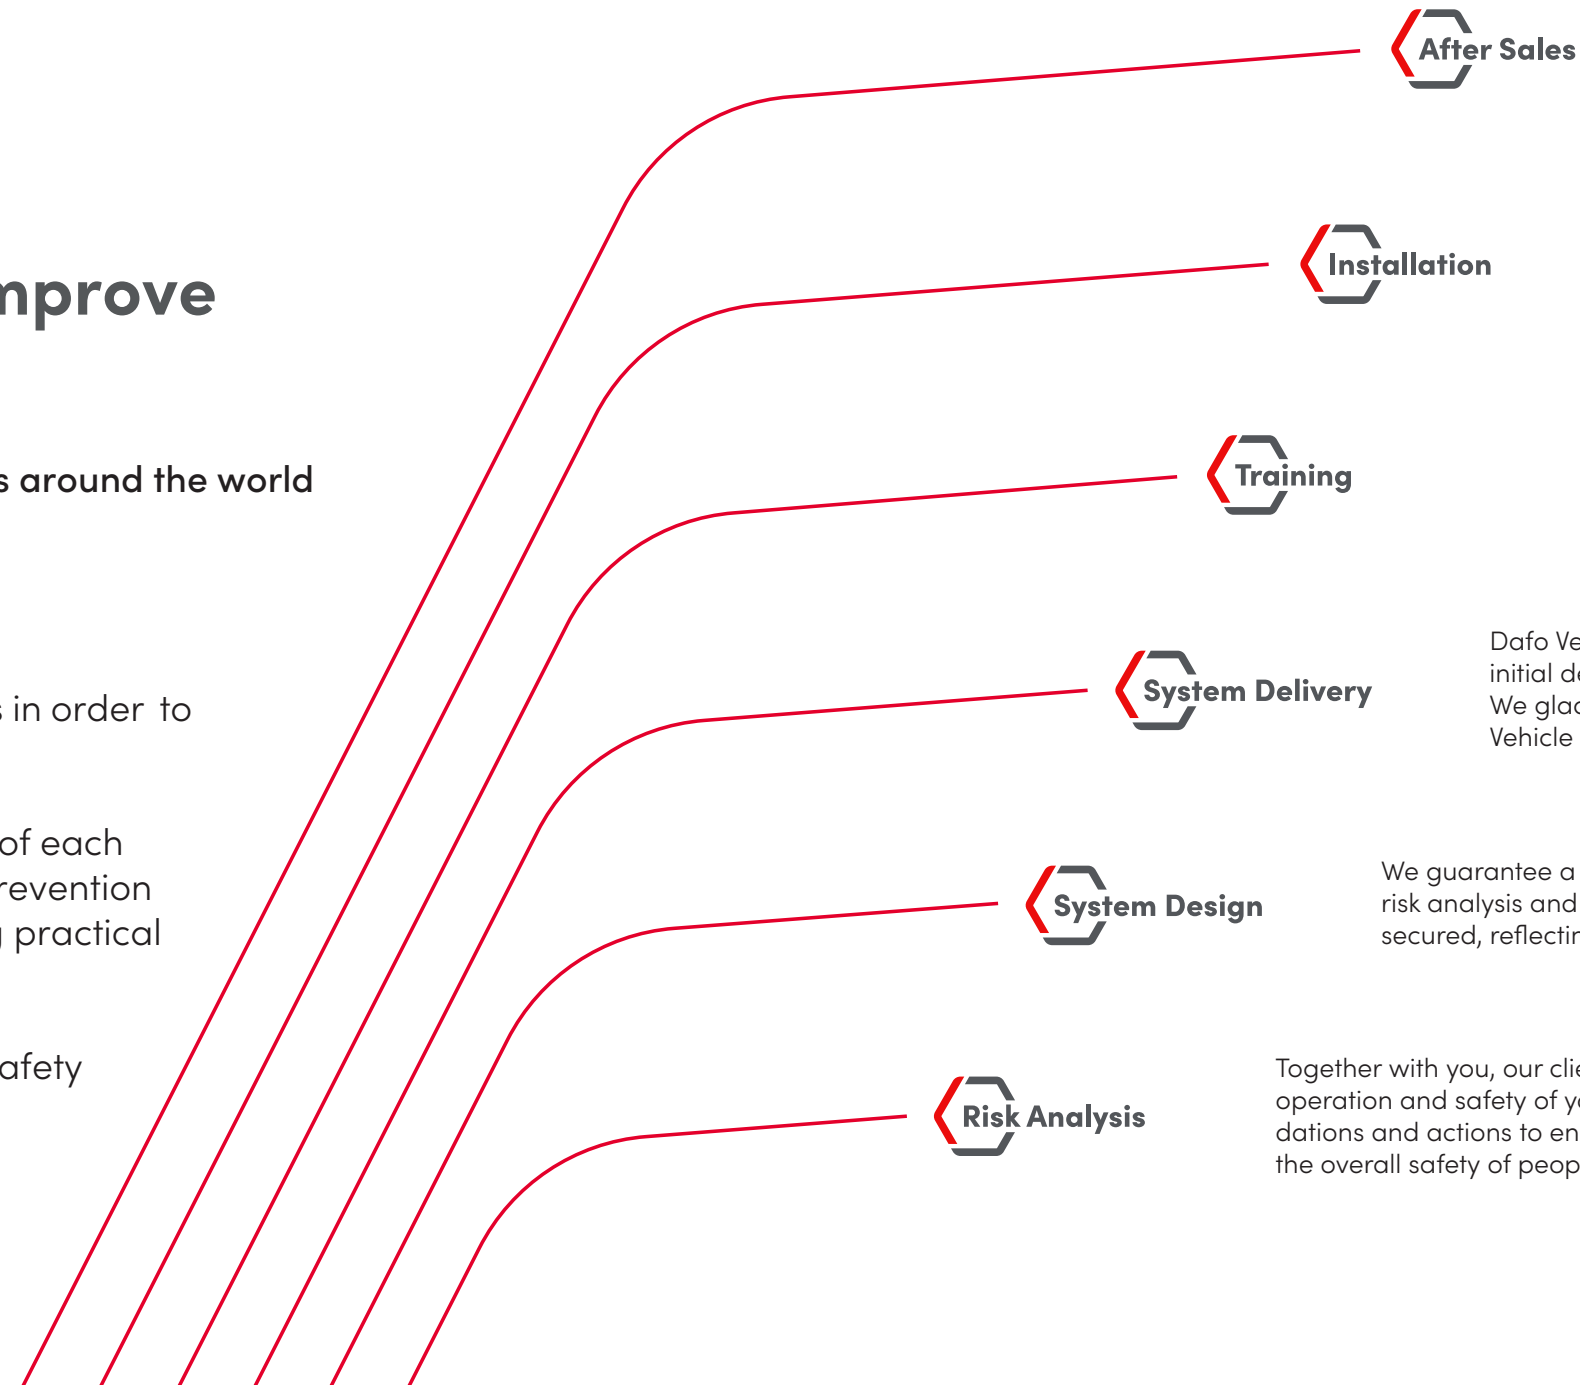 mprove
s around the world
s in order to
of each
revention
g practical
afety
After Sales
Installation
Training
System Delivery
Dafo Ve
initial de
We glad
Vehicle
System Design
We guarantee a
risk analysis and
secured, reflectin
Risk Analysis
Together with you, our clie
operation and safety of yo
dations and actions to en
the overall safety of peop